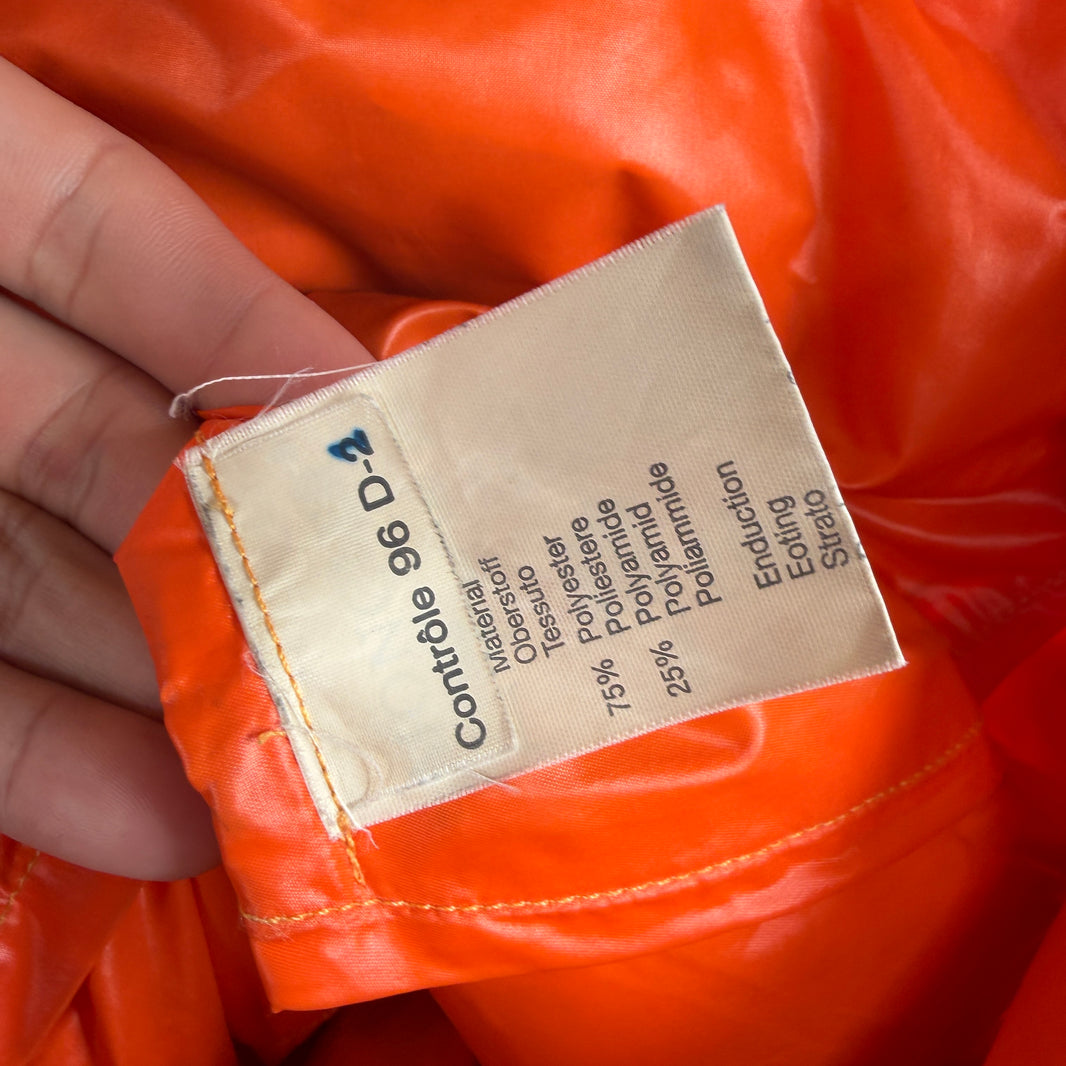 Contrôle 96 D-2
Material
Oberstoff
Tessuto
75% Polyester
Poliestere
25% Polyamide
Polyamid
Poliammide
Enduction
Eoting
Strato